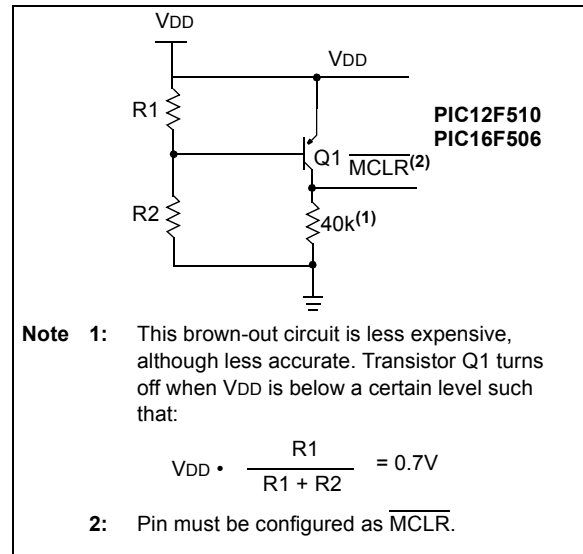 VDD
VDD
R1
PIC12F510
PIC16F506
Q1
MCLR(2)
R2
40k(1)
Note 1: This brown-out circuit is less expensive,
although less accurate. Transistor Q1 turns
off when VDD is below a certain level such
that:
VDD • R1 / R1 + R2 = 0.7V
2: Pin must be configured as MCLR.